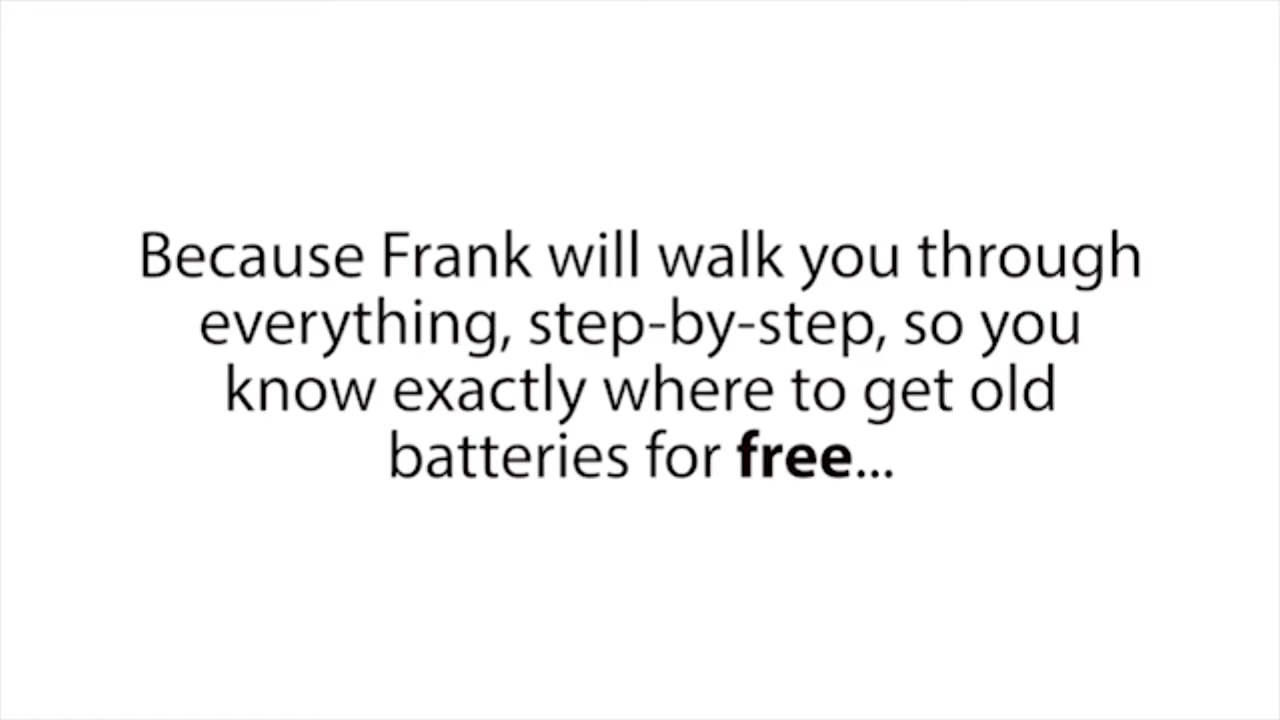 Because Frank will walk you through
everything, step-by-step, so you
know exactly where to get old
batteries for free...